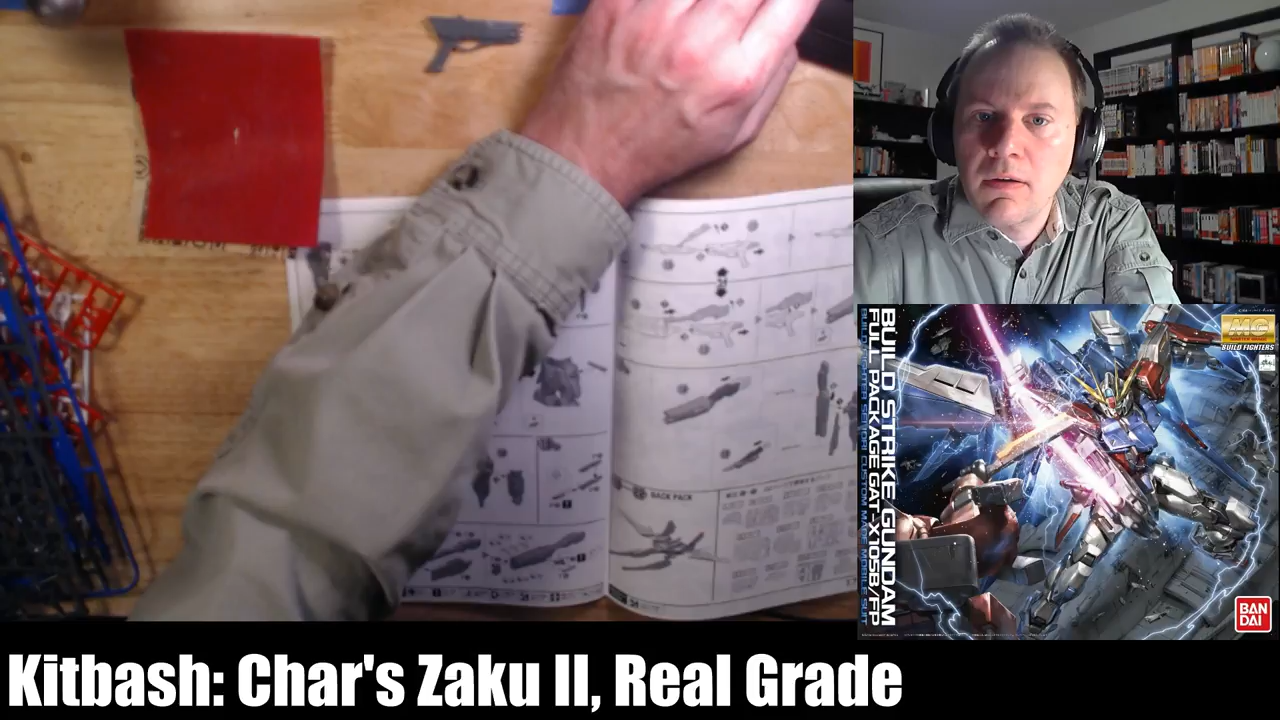 BACK PACK
MG
BUILD FIGHTERS
BUILD STRIKE GUNDAM
FULL PACKAGE GAT-X105B/FP
BUILD FIGHTER SEI IORI CUSTOM MADE MOBILE SUIT
BAN
DAI
Kitbash: Char's Zaku II, Real Grade